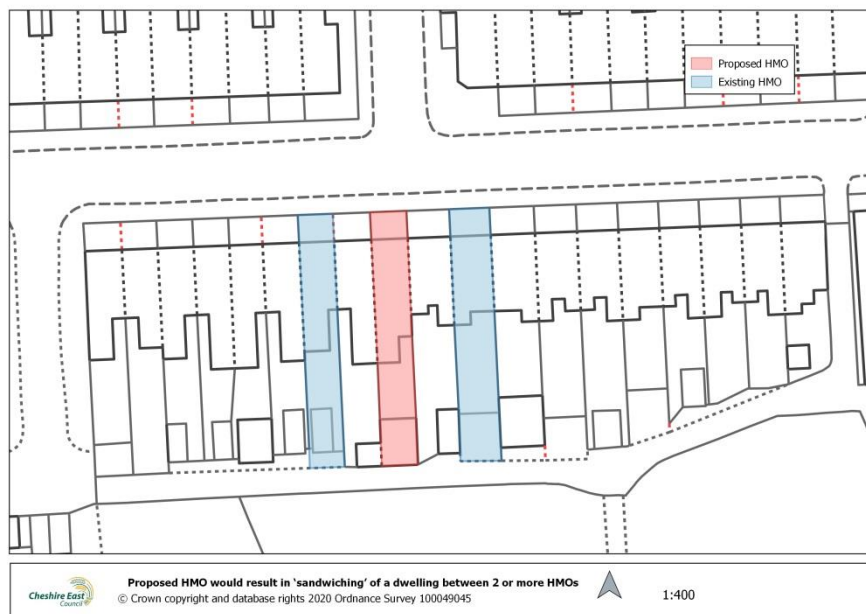 Proposed HMO
Existing HMO
Cheshire East
Council
Proposed HMO would result in ‘sandwiching’ of a dwelling between 2 or more HMOs
© Crown copyright and database rights 2020 Ordnance Survey 100049045
1:400